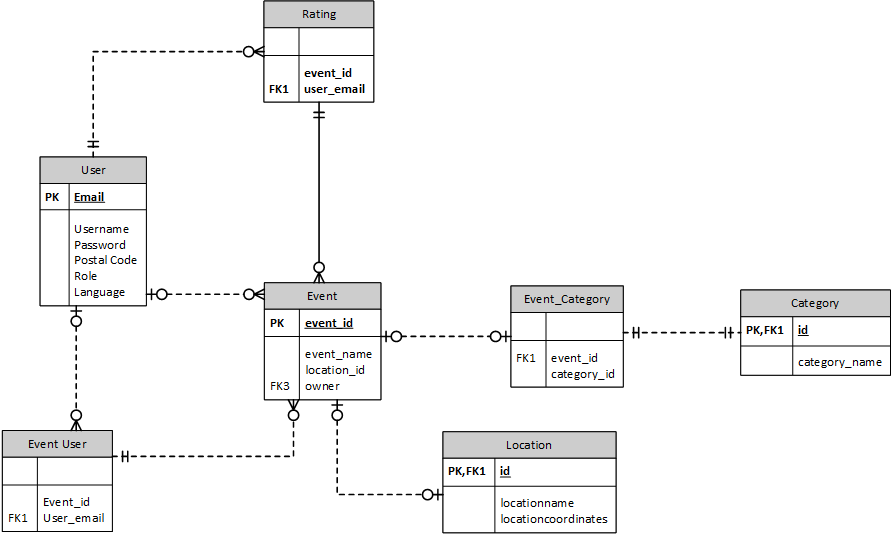 Rating
event_id
FK1 user_email
User
PK Email
Username
Password
Postal Code
Role
Language
Event
PK event_id
event_name
location_id
FK3 owner
Event_Category
FK1 event_id
category_id
Category
PK,FK1 id
category_name
Event User
Event_id
FK1 User_email
Location
PK,FK1 id
locationname
locationcoordinates